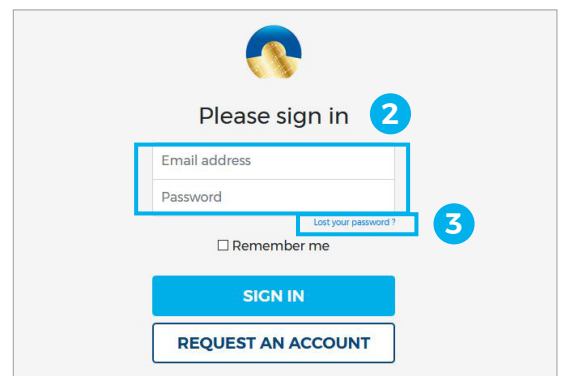 Please sign in 2
Email address
Password
Lost your password ?
3
Remember me
SIGN IN
REQUEST AN ACCOUNT